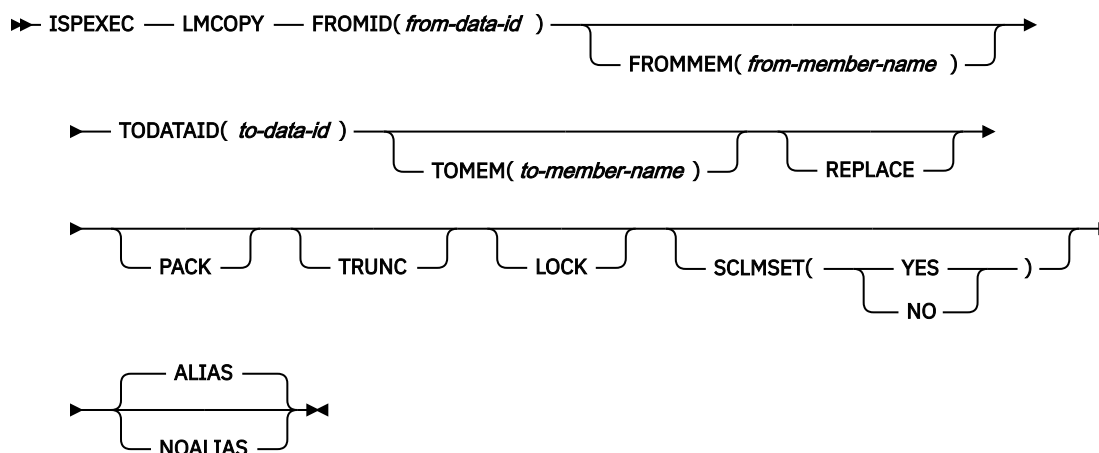 ISPEXEC LMCOPY FROMID( from-data-id )
FROMMEM( from-member-name )
TODATAID( to-data-id )
TOMEM( to-member-name ) REPLACE
PACK TRUNC LOCK SCLMSET( YES )
NO
ALIAS
NOALIAS